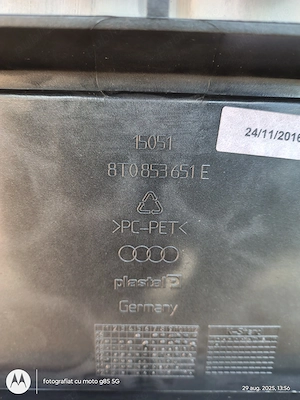 15051
8T0 853 651 E
24/11/2016
>PC-PET<
plastal
Germany
fotografiat cu moto g85 5G
29 aug. 2025, 13:56